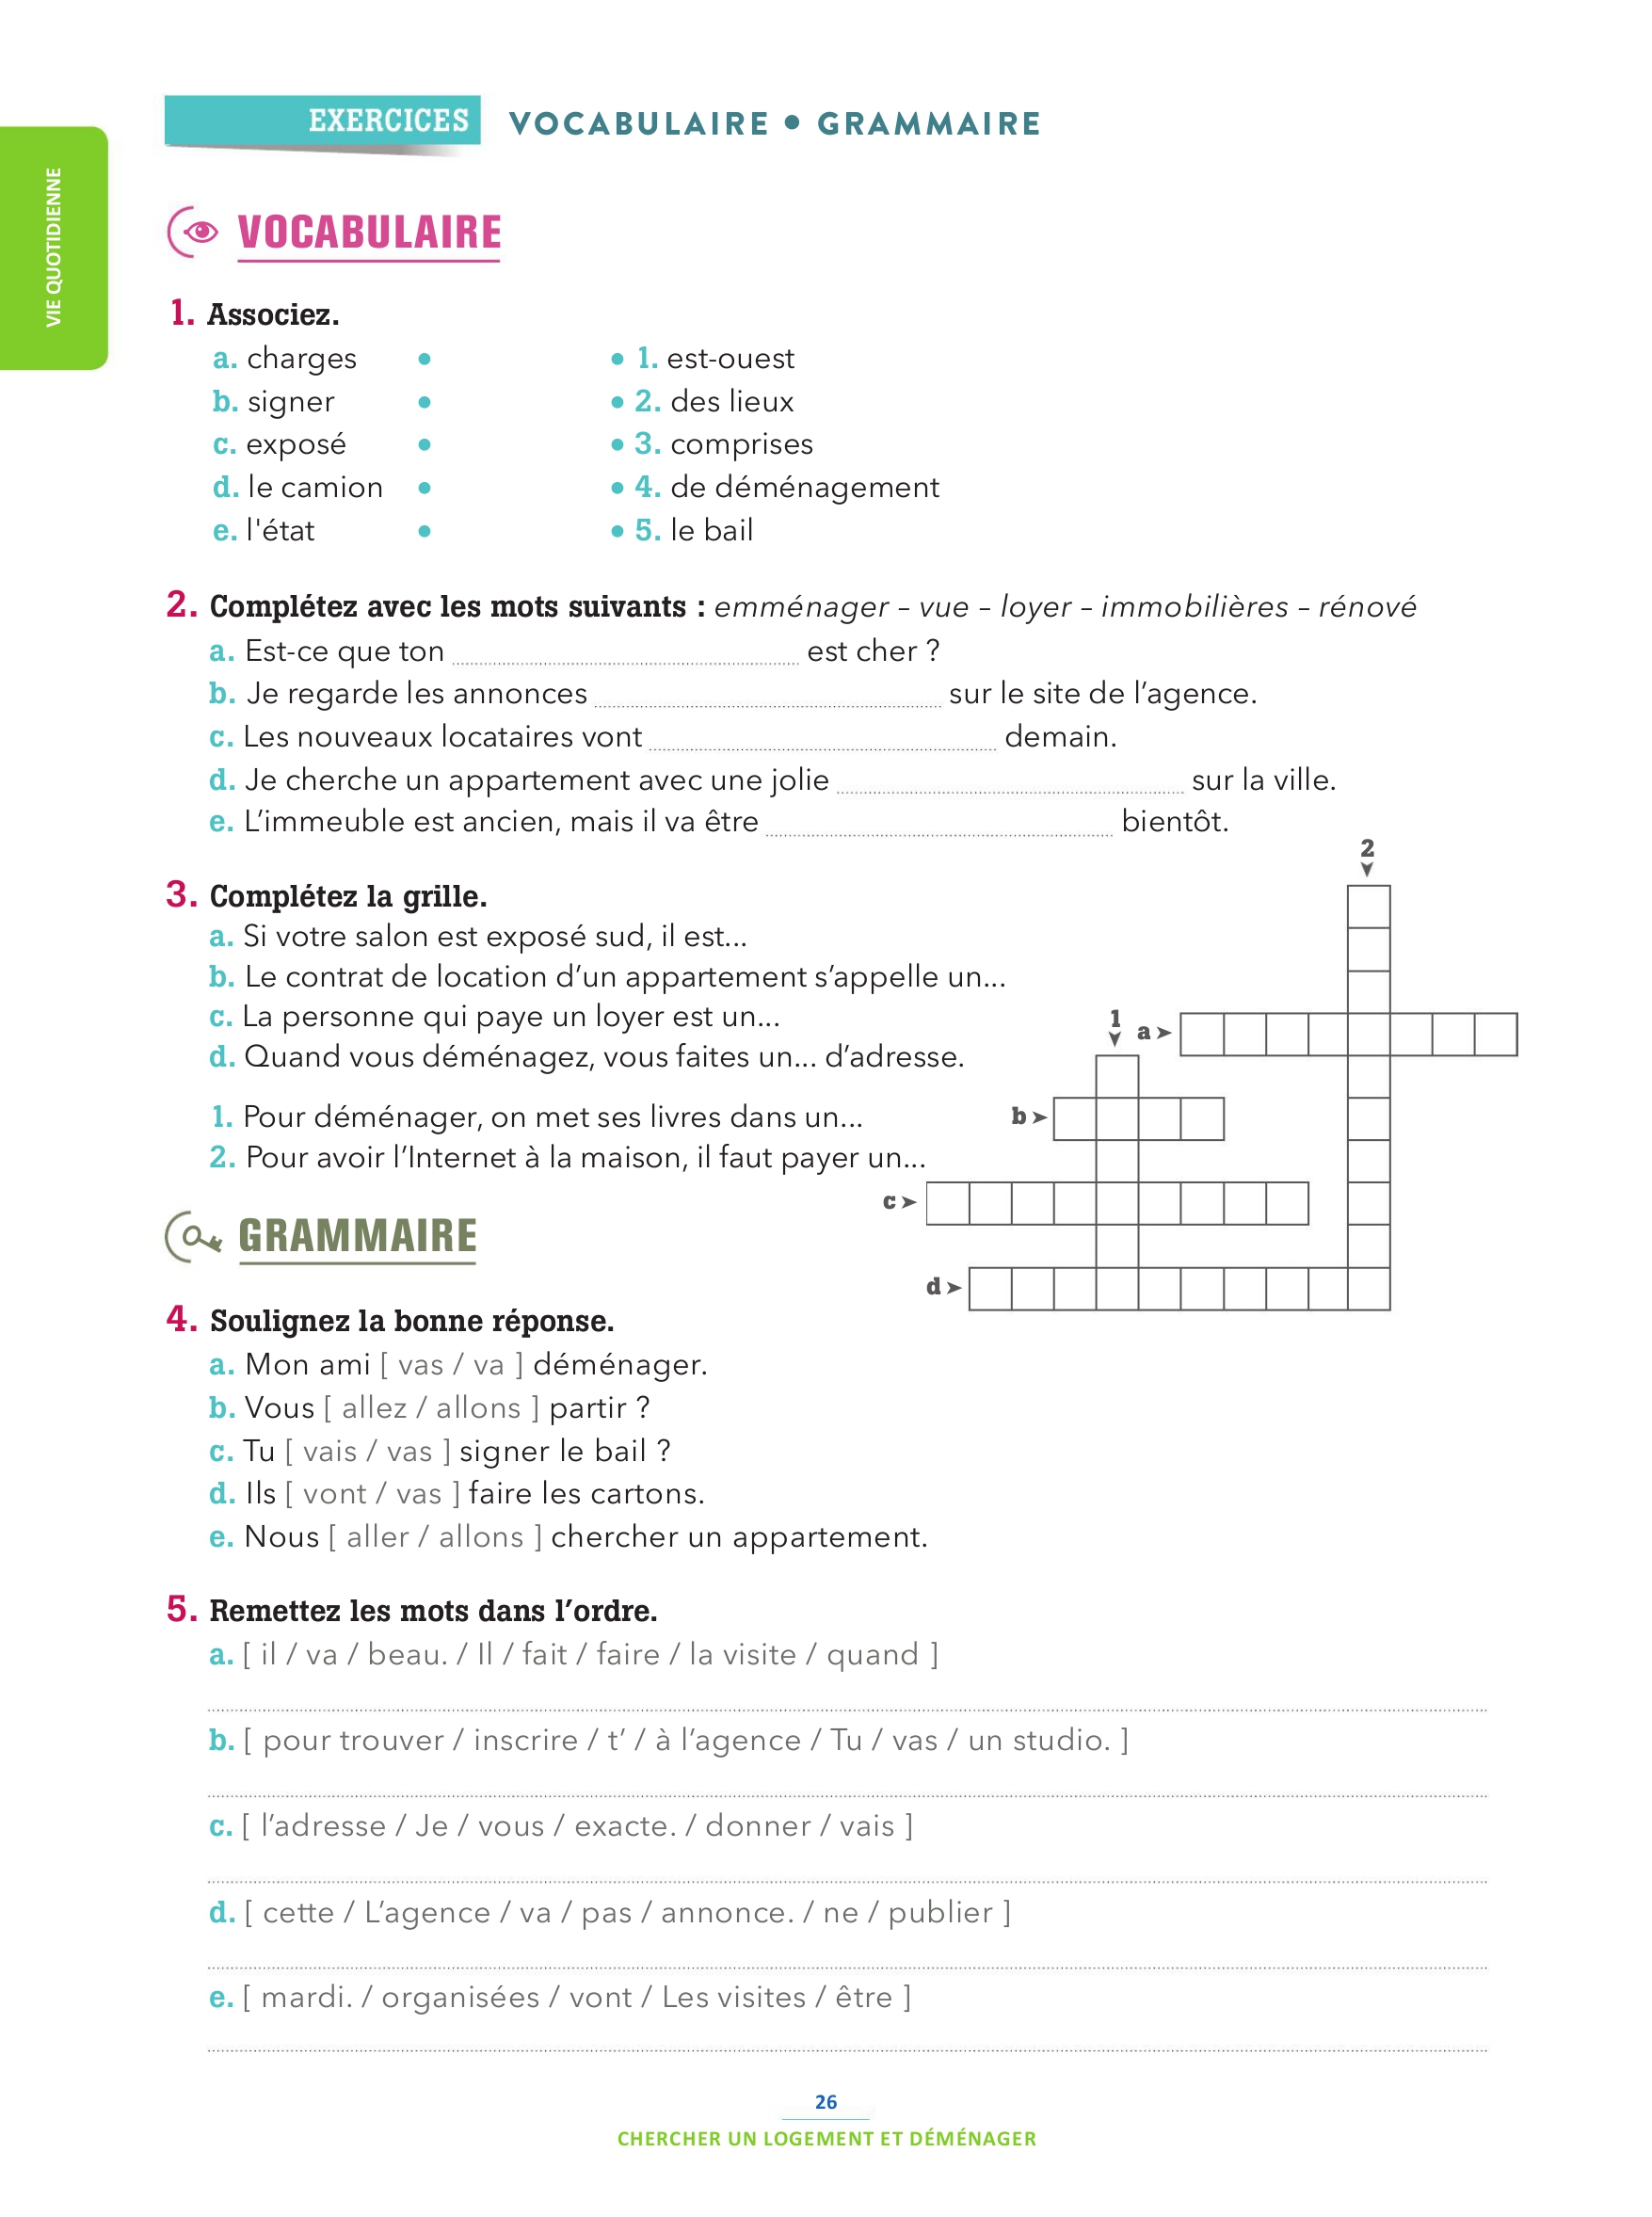 EXERCICES VOCABULAIRE • GRAMMAIRE
VIE QUOTIDIENNE
VOCABULAIRE
1. Associez.
a. charges • • 1. est-ouest
b. signer • • 2. des lieux
c. exposé • • 3. comprises
d. le camion • • 4. de déménagement
e. l'état • • 5. le bail
2. Complétez avec les mots suivants : emménager – vue – loyer – immobilières – rénové
a. Est-ce que ton ........ est cher ?
b. Je regarde les annonces ........ sur le site de l’agence.
c. Les nouveaux locataires vont ........ demain.
d. Je cherche un appartement avec une jolie ........ sur la ville.
e. L’immeuble est ancien, mais il va être ........ bientôt.
3. Complétez la grille.
a. Si votre salon est exposé sud, il est...
b. Le contrat de location d’un appartement s’appelle un...
c. La personne qui paye un loyer est un...
d. Quand vous déménagez, vous faites un... d’adresse.
1. Pour déménager, on met ses livres dans un...
2. Pour avoir l’Internet à la maison, il faut payer un...
2
1 a
b
c
d
GRAMMAIRE
4. Soulignez la bonne réponse.
a. Mon ami [ vas / va ] déménager.
b. Vous [ allez / allons ] partir ?
c. Tu [ vais / vas ] signer le bail ?
d. Ils [ vont / vas ] faire les cartons.
e. Nous [ aller / allons ] chercher un appartement.
5. Remettez les mots dans l’ordre.
a. [ il / va / beau. / Il / fait / faire / la visite / quand ]
b. [ pour trouver / inscrire / t’ / à l’agence / Tu / vas / un studio. ]
c. [ l’adresse / Je / vous / exacte. / donner / vais ]
d. [ cette / L’agence / va / pas / annonce. / ne / publier ]
e. [ mardi. / organisées / vont / Les visites / être ]
26
CHERCHER UN LOGEMENT ET DÉMÉNAGER